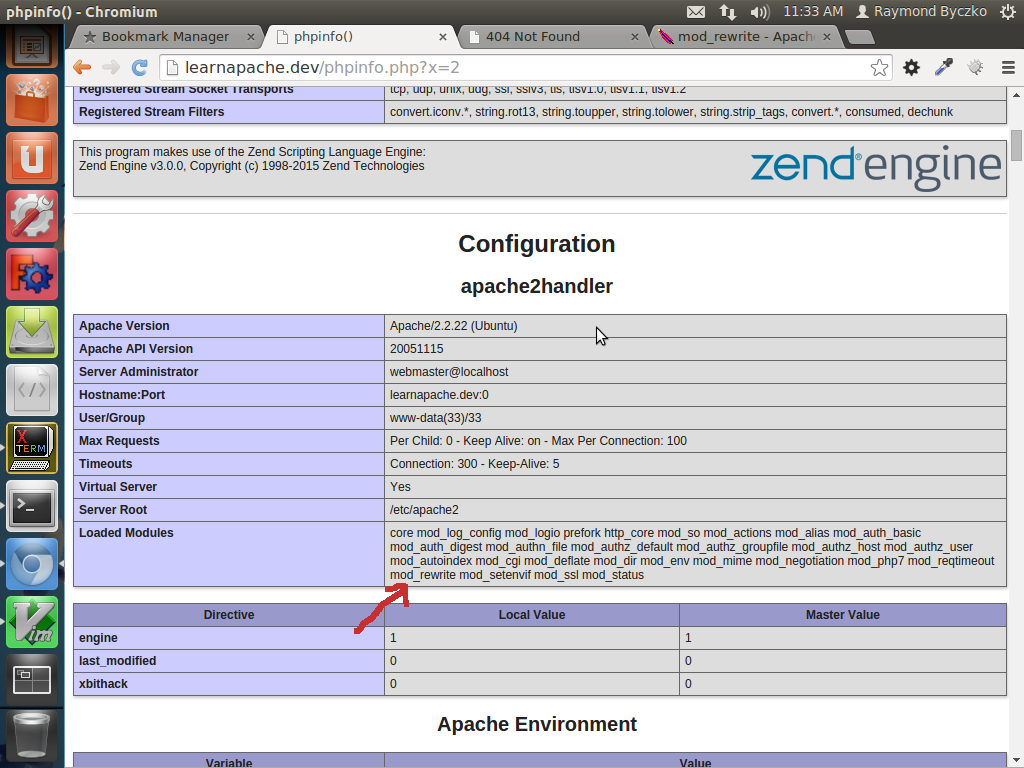 phpinfo() - Chromium
11:33 AM Raymond Byczko
Bookmark Manager × phpinfo() × 404 Not Found × mod_rewrite - Apach ×
learnapache.dev/phpinfo.php?x=2
Registered Stream Socket Transports tcp, udp, unix, udg, ssl, sslv3, tls, tlsv1.0, tlsv1.1, tlsv1.2
Registered Stream Filters convert.iconv.*, string.rot13, string.toupper, string.tolower, string.strip_tags, convert.*, consumed, dechunk
This program makes use of the Zend Scripting Language Engine:
Zend Engine v3.0.0, Copyright (c) 1998-2015 Zend Technologies
zend® engine
Configuration
apache2handler
Apache Version Apache/2.2.22 (Ubuntu)
Apache API Version 20051115
Server Administrator webmaster@localhost
Hostname:Port learnapache.dev:0
User/Group www-data(33)/33
Max Requests Per Child: 0 - Keep Alive: on - Max Per Connection: 100
Timeouts Connection: 300 - Keep-Alive: 5
Virtual Server Yes
Server Root /etc/apache2
Loaded Modules core mod_log_config mod_logio prefork http_core mod_so mod_actions mod_alias mod_auth_basic
mod_auth_digest mod_authn_file mod_authz_default mod_authz_groupfile mod_authz_host mod_authz_user
mod_autoindex mod_cgi mod_deflate mod_dir mod_env mod_mime mod_negotiation mod_php7 mod_reqtimeout
mod_rewrite mod_setenvif mod_ssl mod_status
Directive Local Value Master Value
engine 1 1
last_modified 0 0
xbithack 0 0
Apache Environment
Variable Value
X
TERM
Vim